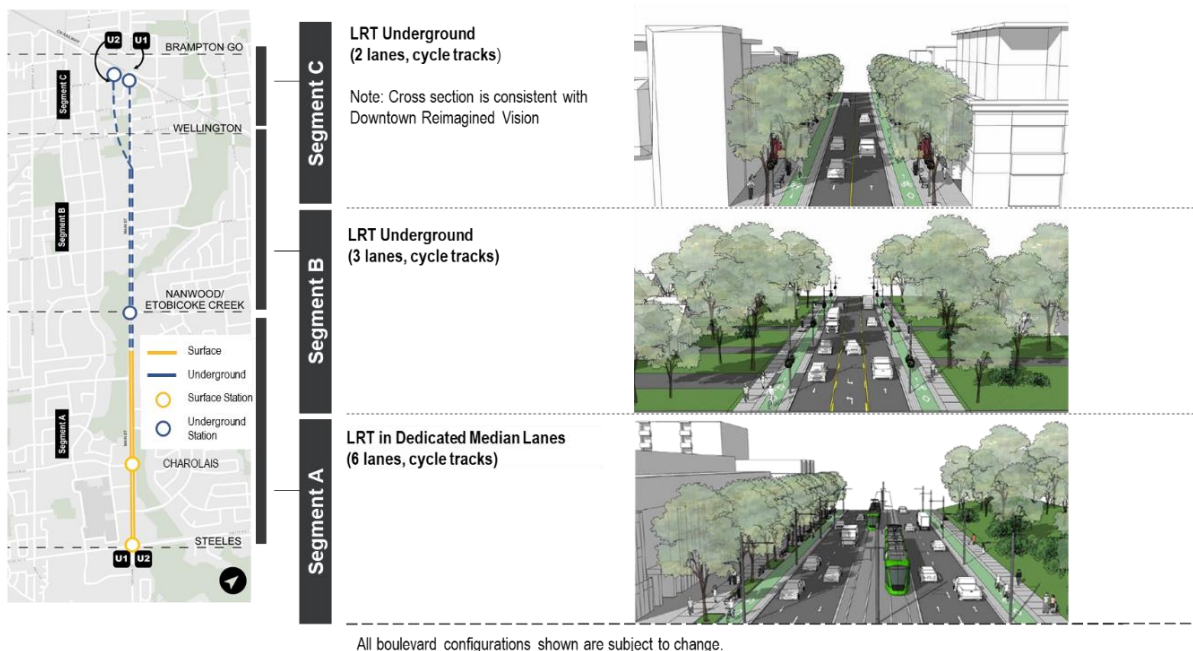 U2 U1
BRAMPTON GO
Segment C
WELLINGTON
Segment B
NANWOOD/
ETOBICOKE CREEK
Surface
Underground
Surface Station
Underground
Station
Segment A
CHAROLAIS
STEELES
U1 U2
Segment C
LRT Underground
(2 lanes, cycle tracks)
Note: Cross section is consistent with
Downtown Reimagined Vision
Segment B
LRT Underground
(3 lanes, cycle tracks)
Segment A
LRT in Dedicated Median Lanes
(6 lanes, cycle tracks)
All boulevard configurations shown are subject to change.